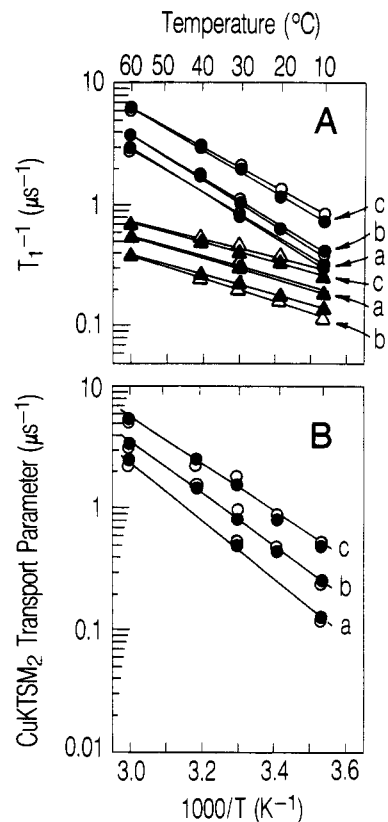 Temperature (°C)
60 50 40 30 20 10
10
1
0.1
T₁⁻¹ (μs⁻¹)
A
c
b
a
c
a
b
10
1
0.1
0.01
CuKTSM₂ Transport Parameter (μs⁻¹)
B
c
b
a
3.0 3.2 3.4 3.6
1000/T (K⁻¹)